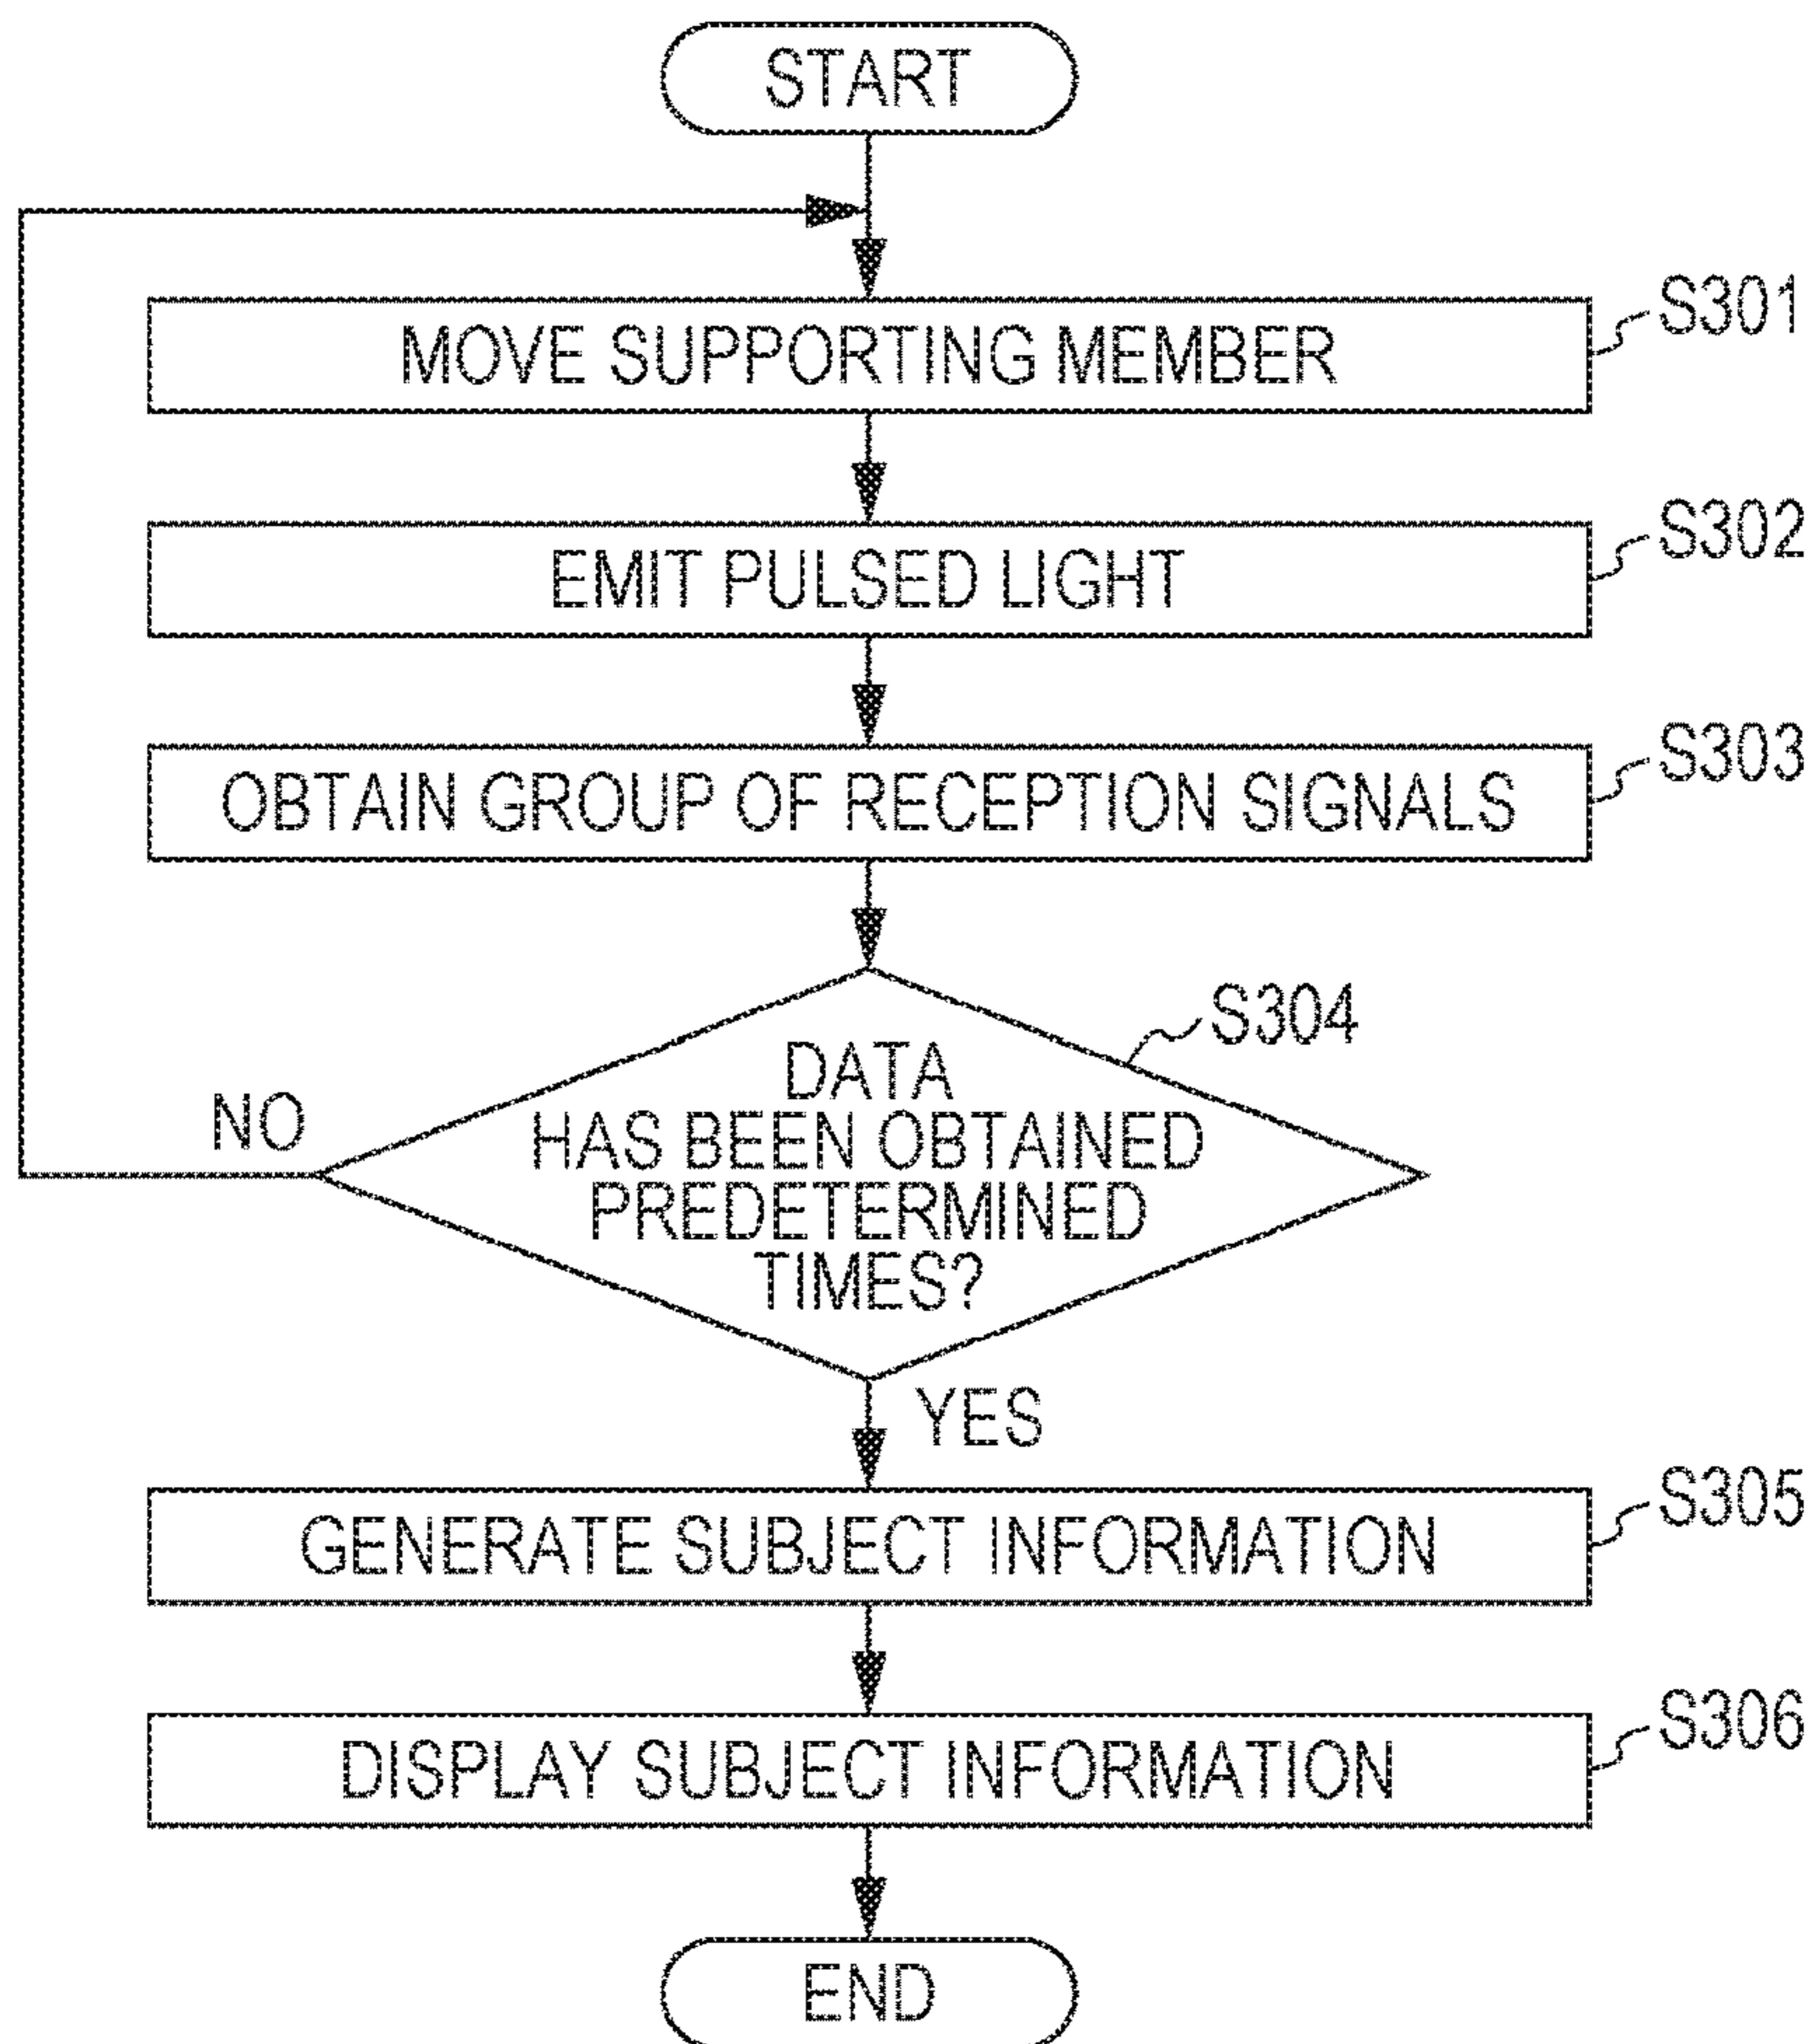 START
MOVE SUPPORTING MEMBER
S301
EMIT PULSED LIGHT
S302
OBTAIN GROUP OF RECEPTION SIGNALS
S303
S304
DATA
HAS BEEN OBTAINED
PREDETERMINED
TIMES?
NO
YES
GENERATE SUBJECT INFORMATION
S305
DISPLAY SUBJECT INFORMATION
S306
END